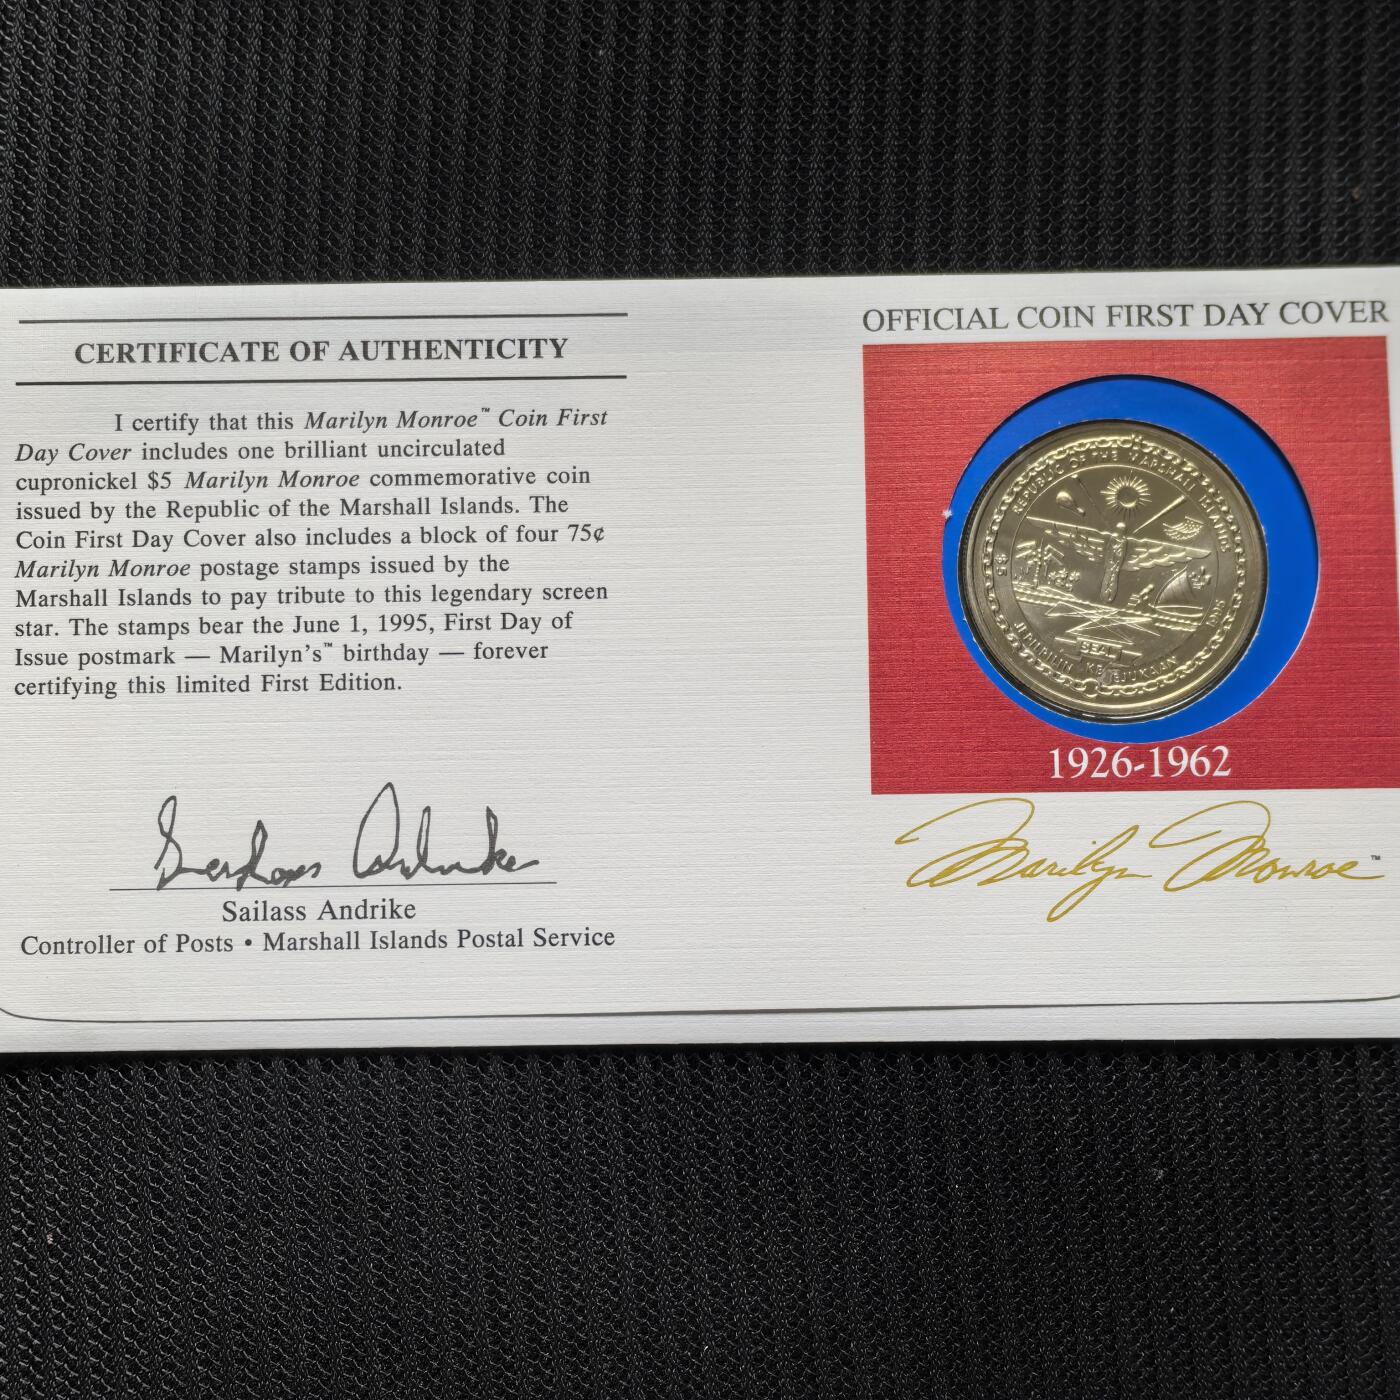 CERTIFICATE OF AUTHENTICITY
I certify that this Marilyn Monroe™ Coin First
Day Cover includes one brilliant uncirculated
cupronickel $5 Marilyn Monroe commemorative coin
issued by the Republic of the Marshall Islands. The
Coin First Day Cover also includes a block of four 75¢
Marilyn Monroe postage stamps issued by the
Marshall Islands to pay tribute to this legendary screen
star. The stamps bear the June 1, 1995, First Day of
Issue postmark — Marilyn's™ birthday — forever
certifying this limited First Edition.
Sailass Andrike
Controller of Posts • Marshall Islands Postal Service
OFFICIAL COIN FIRST DAY COVER
REPUBLIC OF THE MARSHALL ISLANDS
SEAL
JEPILPILIN KE EJUKAAN
1926-1962
Marilyn Monroe™